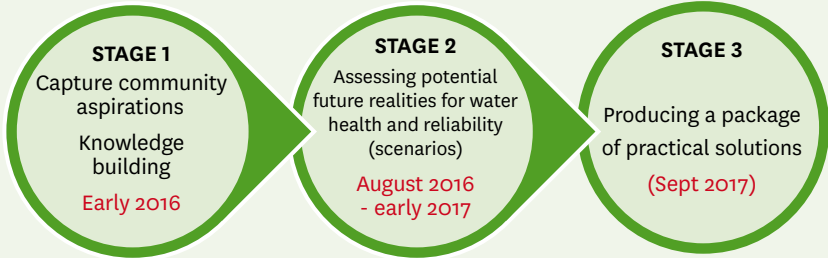 STAGE 1
Capture community
aspirations
Knowledge
building
Early 2016
STAGE 2
Assessing potential
future realities for water
health and reliability
(scenarios)
August 2016
- early 2017
STAGE 3
Producing a package
of practical solutions
(Sept 2017)